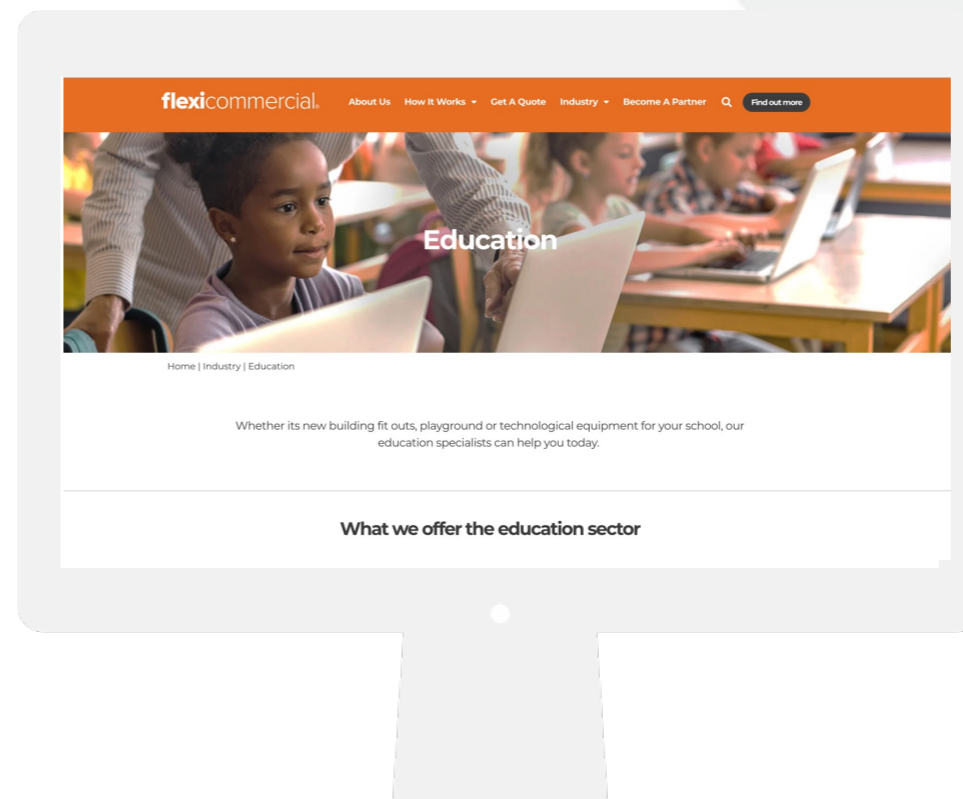 flexicommercial.
About Us How It Works Get A Quote Industry Become A Partner Find out more
Education
Home | Industry | Education
Whether its new building fit outs, playground or technological equipment for your school, our
education specialists can help you today.
What we offer the education sector